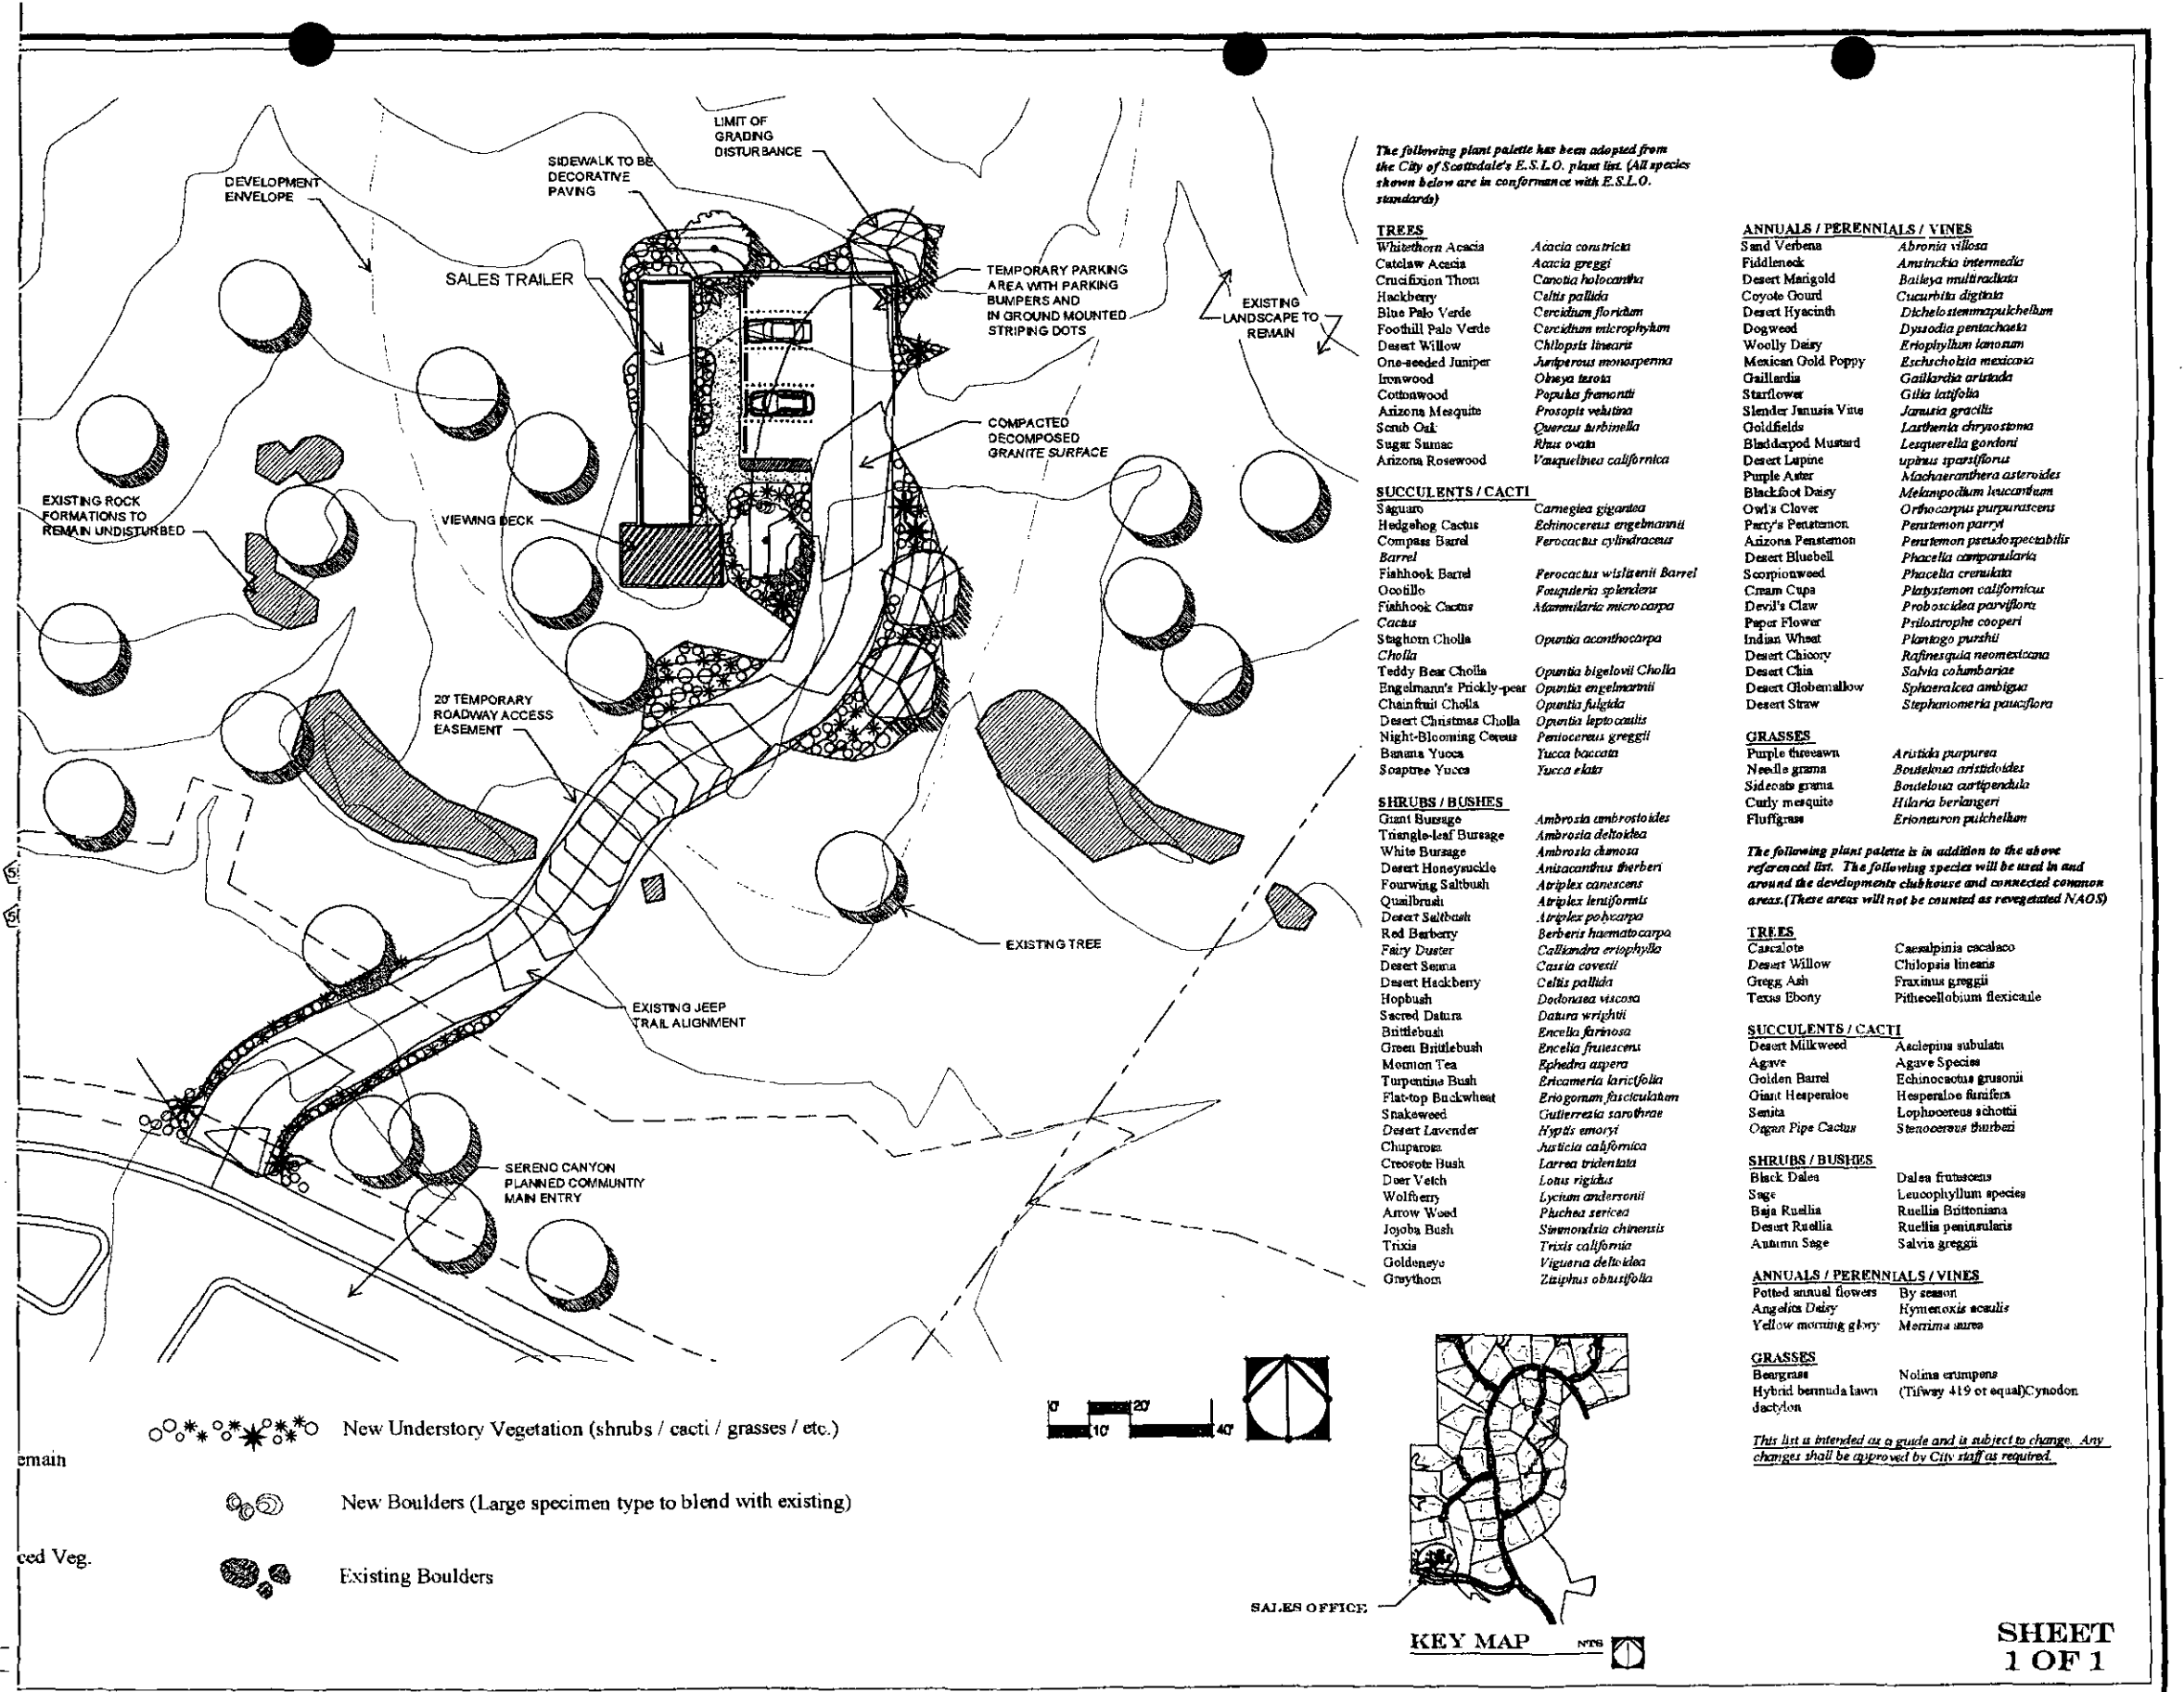 LIMIT OF
GRADING
DISTURBANCE
SIDEWALK TO BE
DECORATIVE
PAVING
DEVELOPMENT
ENVELOPE
SALES TRAILER
TEMPORARY PARKING
AREA WITH PARKING
BUMPERS AND
IN GROUND MOUNTED
STRIPING DOTS
EXISTING
LANDSCAPE TO
REMAIN
COMPACTED
DECOMPOSED
GRANITE SURFACE
EXISTING ROCK
FORMATIONS TO
REMAIN UNDISTURBED
VIEWING DECK
20' TEMPORARY
ROADWAY ACCESS
EASEMENT
EXISTING TREE
EXISTING JEEP
TRAIL ALIGNMENT
SERENO CANYON
PLANNED COMMUNTIY
MAIN ENTRY
5
5
The following plant palette has been adopted from
the City of Scottsdale's E.S.L.O. plant list. (All species
shown below are in conformance with E.S.L.O.
standards)
TREES
Whitethorn Acacia Acacia constricta
Catclaw Acacia Acacia greggi
Crucifixion Thorn Canotia holocantha
Hackberry Celtis pallida
Blue Palo Verde Cercidium floridum
Foothill Palo Verde Cercidium microphylum
Desert Willow Chilopsis linearis
One-seeded Juniper Juniperous monosperma
Ironwood Olneya tesota
Cottonwood Populus fremontii
Arizona Mesquite Prosopis velutina
Scrub Oak Quercus turbinella
Sugar Sumac Rhus ovata
Arizona Rosewood Vauquelinea californica
SUCCULENTS / CACTI
Saguaro Carnegiea gigantea
Hedgehog Cactus Echinocereus engelmannii
Compass Barrel Ferocactus cylindraceus
Barrel
Fishhook Barrel Ferocactus wislizenii Barrel
Ocotillo Fouquieria splendens
Fishhook Cactus Mammilaria microcarpa
Cactus
Staghorn Cholla Opuntia acanthocarpa
Cholla
Teddy Bear Cholla Opuntia bigelovii Cholla
Engelmann's Prickly-pear Opuntia engelmannii
Chainfruit Cholla Opuntia fulgida
Desert Christmas Cholla Opuntia leptocaulis
Night-Blooming Cereus Peniocereus greggii
Banana Yucca Yucca baccata
Soaptree Yucca Yucca elata
SHRUBS / BUSHES
Giant Bursage Ambrosia ambrosioides
Triangle-leaf Bursage Ambrosia deltoidea
White Bursage Ambrosia dumosa
Desert Honeysuckle Anisacanthus therberi
Fourwing Saltbush Atriplex canescens
Quailbrush Atriplex lentiformis
Desert Saltbush Atriplex polycarpa
Red Barberry Berberis haematocarpa
Fairy Duster Calliandra eriophylla
Desert Senna Cassia covesii
Desert Hackberry Celtis pallida
Hopbush Dodonaea viscosa
Sacred Datura Datura wrightii
Brittlebush Encelia farinosa
Green Brittlebush Encelia frutescens
Mormon Tea Ephedra aspera
Turpentine Bush Ericameria laricifolia
Flat-top Buckwheat Eriogonum fasciculatum
Snakeweed Gutierrezia sarothrae
Desert Lavender Hyptis emoryi
Chuparosa Justicia californica
Creosote Bush Larrea tridentata
Deer Vetch Lotus rigidus
Wolfberry Lycium andersonii
Arrow Weed Pluchea sericea
Jojoba Bush Simmondsia chinensis
Trixis Trixis california
Goldeneye Vigueria deltoidea
Graythorn Ziziphus obtusifolia
ANNUALS / PERENNIALS / VINES
Sand Verbena Abronia villosa
Fiddleneck Amsinckia intermedia
Desert Marigold Baileya multiradiata
Coyote Gourd Cucurbita digitata
Desert Hyacinth Dichelostemmapulchellum
Dogweed Dyssodia pentachaeta
Woolly Daisy Eriophyllum lanosum
Mexican Gold Poppy Eschscholzia mexicana
Gaillardia Gaillardia aristada
Starflower Gilia latifolia
Slender Janusia Vine Janusia gracilis
Goldfields Lasthenia chrysostoma
Bladderpod Mustard Lesquerella gordoni
Desert Lupine upinus sparsiflorus
Purple Aster Machaeranthera asteroides
Blackfoot Daisy Melampodium leucantum
Owl's Clover Orthocarpus purpurascens
Parry's Penstemon Penstemon parryi
Arizona Penstemon Penstemon pseudospectabilis
Desert Bluebell Phacelia campanularia
Scorpionweed Phacelia crenulata
Cream Cups Platystemon californicus
Devil's Claw Proboscidea parviflora
Paper Flower Psilostrophe cooperi
Indian Wheat Plantago purshii
Desert Chicory Rafinesquia neomexicana
Desert Chia Salvia columbariae
Desert Globemallow Sphaeralcea ambigua
Desert Straw Stephanomeria pauciflora
GRASSES
Purple threeawn Aristida purpurea
Needle grama Bouteloua aristidoides
Sideoats grama Bouteloua curtipendula
Curly mesquite Hilaria berlangeri
Fluffgrass Erioneuron pulchellum
The following plant palette is in addition to the above
referenced list. The following species will be used in and
around the developments clubhouse and connected common
areas.(These areas will not be counted as revegetated NAOS)
TREES
Cascalote Caesalpinia cacalaco
Desert Willow Chilopsis linearis
Gregg Ash Fraxinus greggii
Texas Ebony Pithecellobium flexicaule
SUCCULENTS / CACTI
Desert Milkweed Asclepius subulata
Agave Agave Species
Golden Barrel Echinocactus grusonii
Giant Hesperaloe Hesperaloe funifera
Senita Lophocereus schottii
Organ Pipe Cactus Stenocereus thurberi
SHRUBS / BUSHES
Black Dalea Dalea frutescens
Sage Leucophyllum species
Baja Ruellia Ruellia Brittoniana
Desert Ruellia Ruellia peninsularis
Autumn Sage Salvia greggii
ANNUALS / PERENNIALS / VINES
Potted annual flowers By season
Angelita Daisy Hymenoxis acaulis
Yellow morning glory Merrima aurea
GRASSES
Beargrass Nolina erumpens
Hybrid bermuda lawn (Tifway 419 or equal)Cynodon
dactylon
This list is intended as a guide and is subject to change. Any
changes shall be approved by City staff as required.
New Understory Vegetation (shrubs / cacti / grasses / etc.)
emain
New Boulders (Large specimen type to blend with existing)
ced Veg.
Existing Boulders
0' 20'
10' 40'
SALES OFFICE
KEY MAP NTS
SHEET
1 OF 1